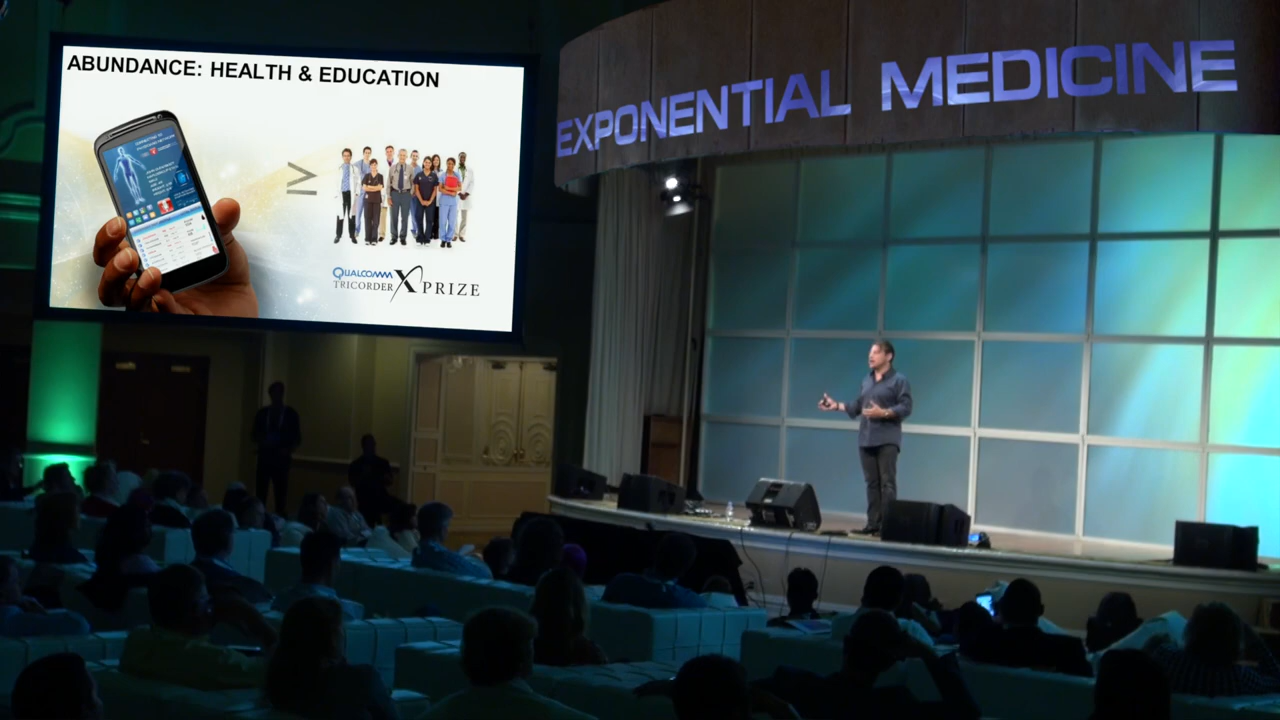 ABUNDANCE: HEALTH & EDUCATION
≥
QUALCOMM
TRICORDER XPRIZE
EXPONENTIAL MEDICINE